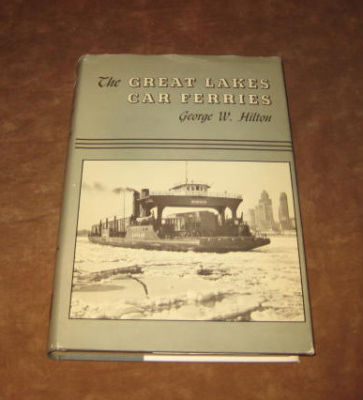 The GREAT LAKES
CAR FERRIES
George W. Hilton